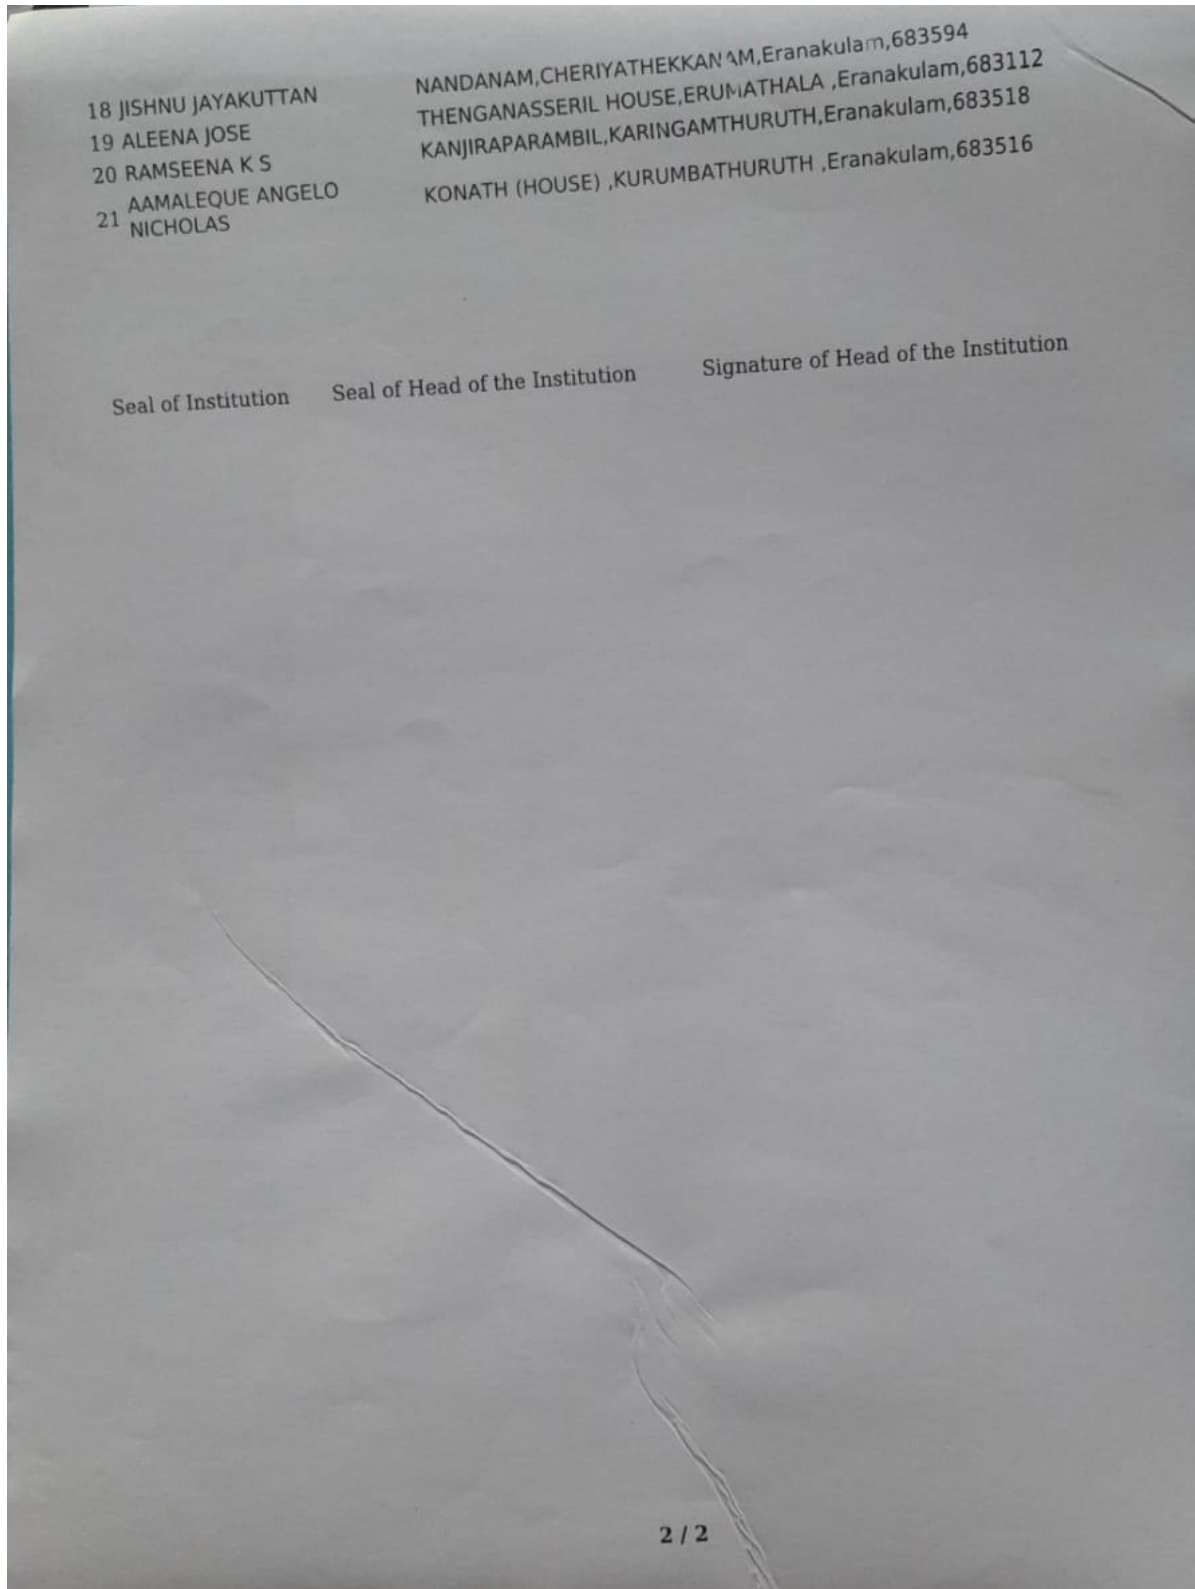 18 JISHNU JAYAKUTTAN NANDANAM,CHERIYATHEKKANAM,Eranakulam,683594
19 ALEENA JOSE THENGANASSERIL HOUSE,ERUMATHALA ,Eranakulam,683112
20 RAMSEENA K S KANJIRAPARAMBIL,KARINGAMTHURUTH,Eranakulam,683518
21 AAMALEQUE ANGELO KONATH (HOUSE) ,KURUMBATHURUTH ,Eranakulam,683516
NICHOLAS
Seal of Institution Seal of Head of the Institution Signature of Head of the Institution
2 / 2